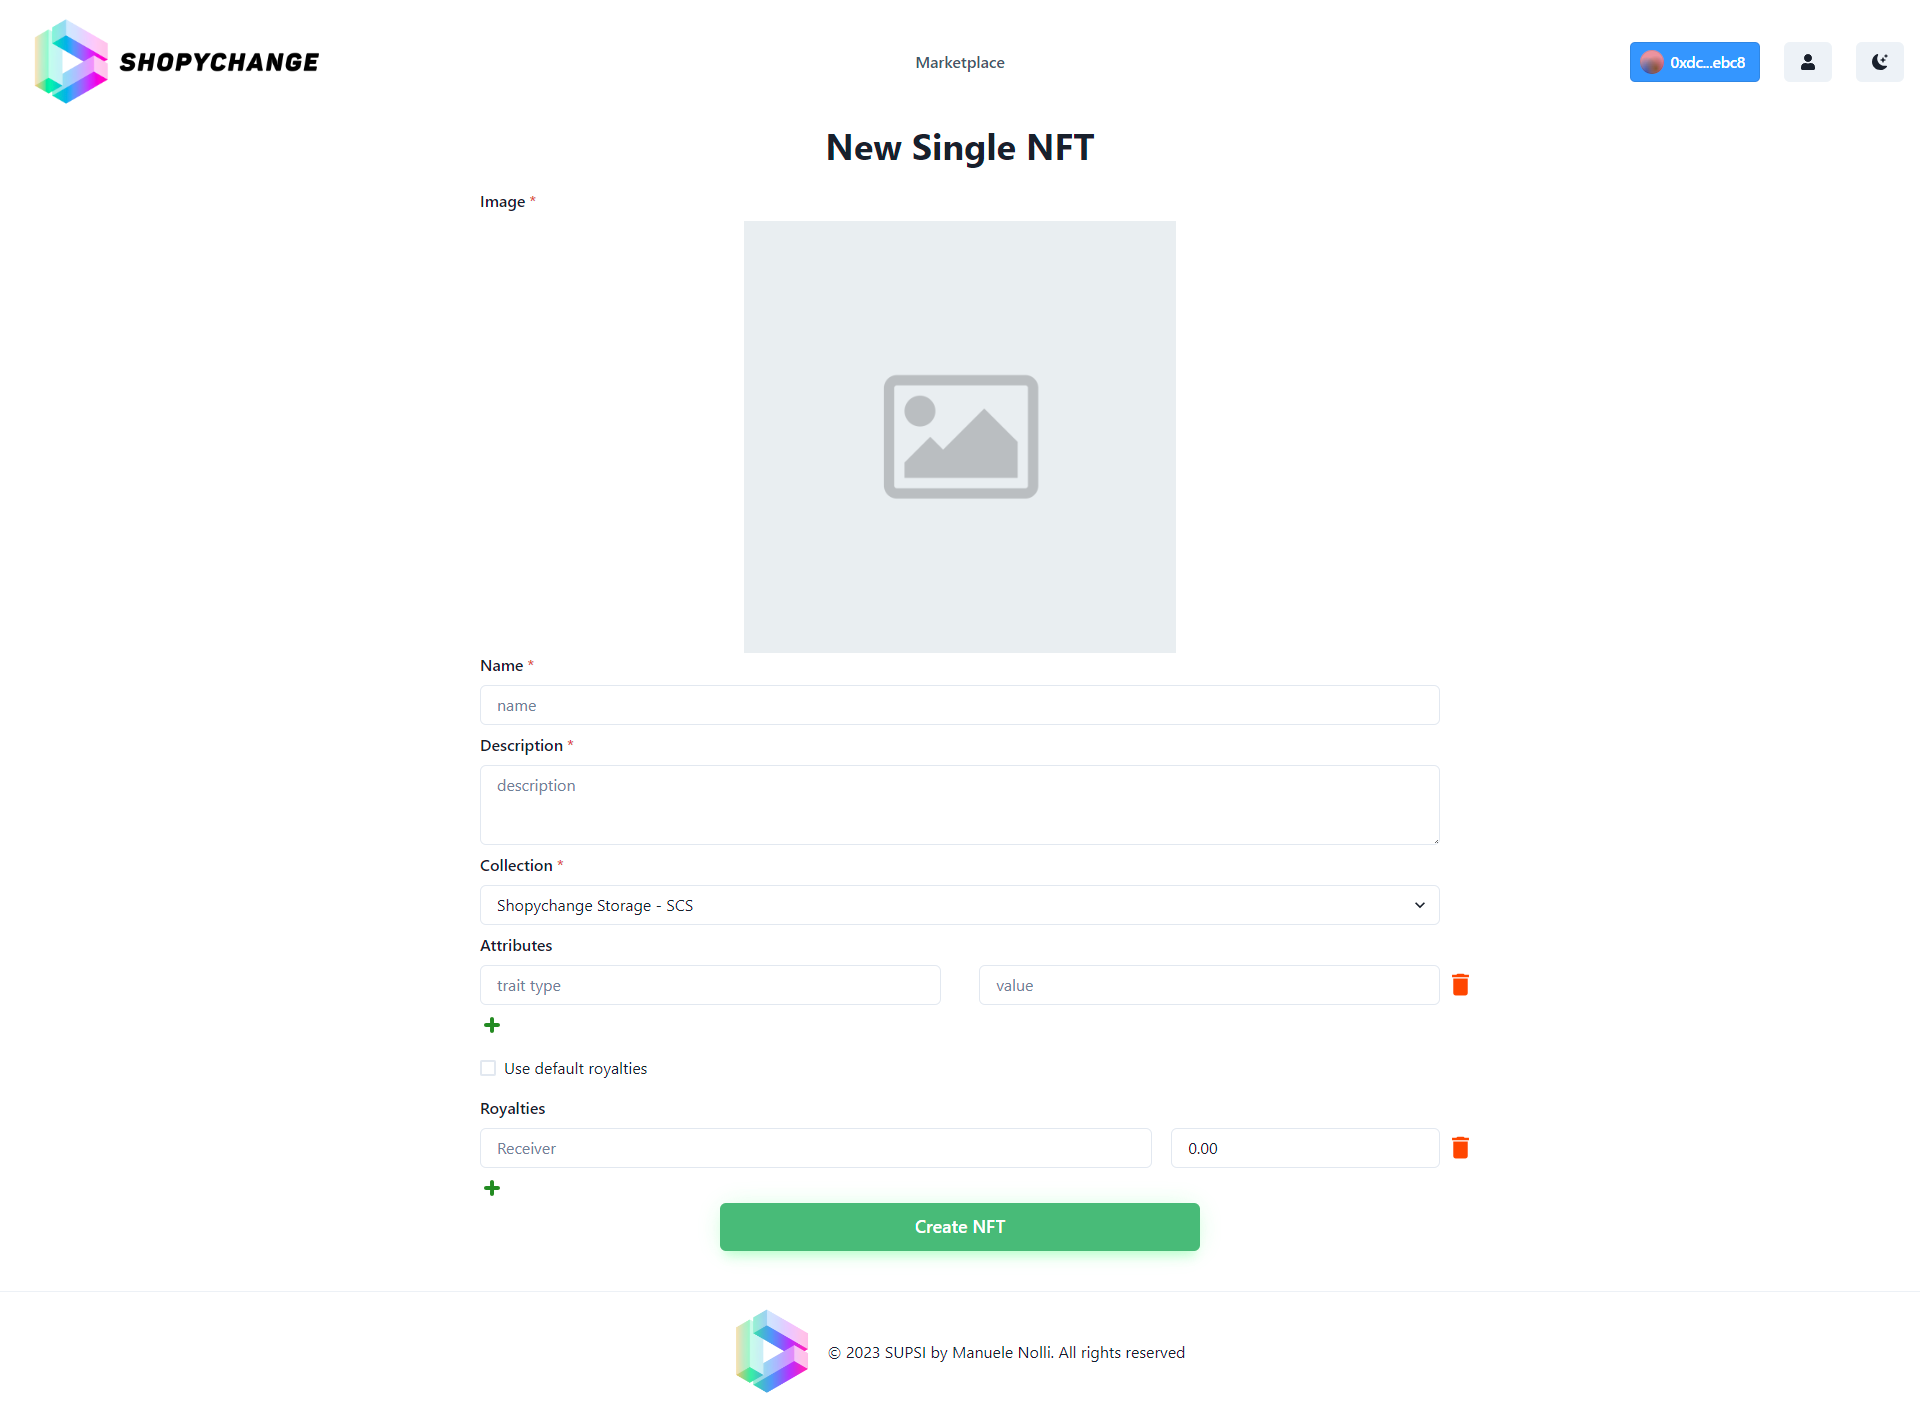 SHOPYCHANGE
Marketplace
0xdc...ebc8
New Single NFT
Image *
Name *
name
Description *
description
Collection *
Shopychange Storage - SCS
Attributes
trait type
value
Use default royalties
Royalties
Receiver
0.00
Create NFT
© 2023 SUPSI by Manuele Nolli. All rights reserved